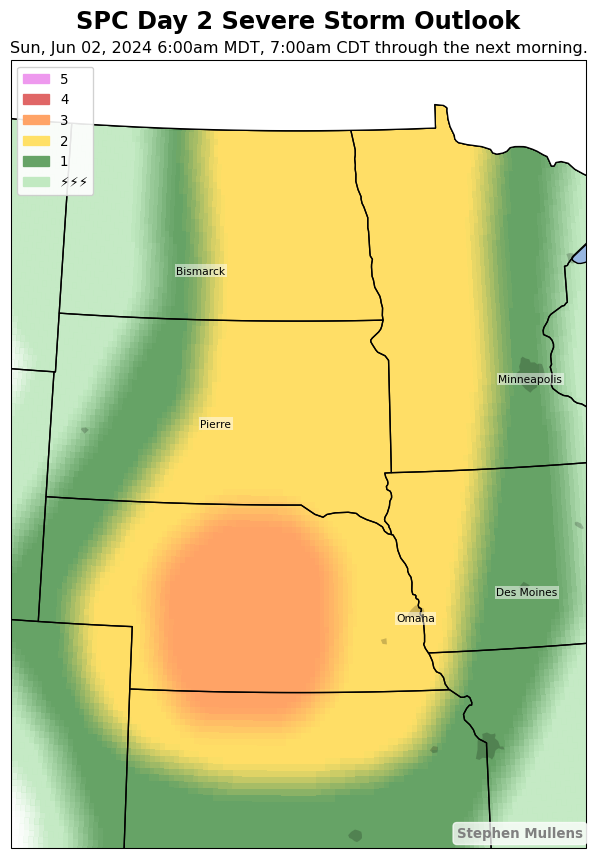 SPC Day 2 Severe Storm Outlook
Sun, Jun 02, 2024 6:00am MDT, 7:00am CDT through the next morning.
5
4
3
2
1
⚡⚡⚡
Bismarck
Minneapolis
Pierre
Des Moines
Omaha
Stephen Mullens